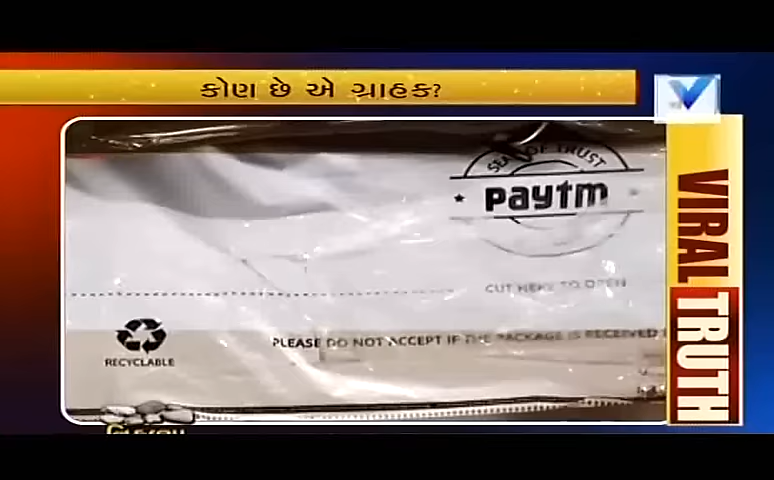 કોણ છે એ ગ્રાહક?
SEAL OF TRUST
paytm
CUT HERE TO OPEN
PLEASE DO NOT ACCEPT IF THE PACKAGE IS RECEIVED
RECYCLABLE
VIRAL
TRUTH